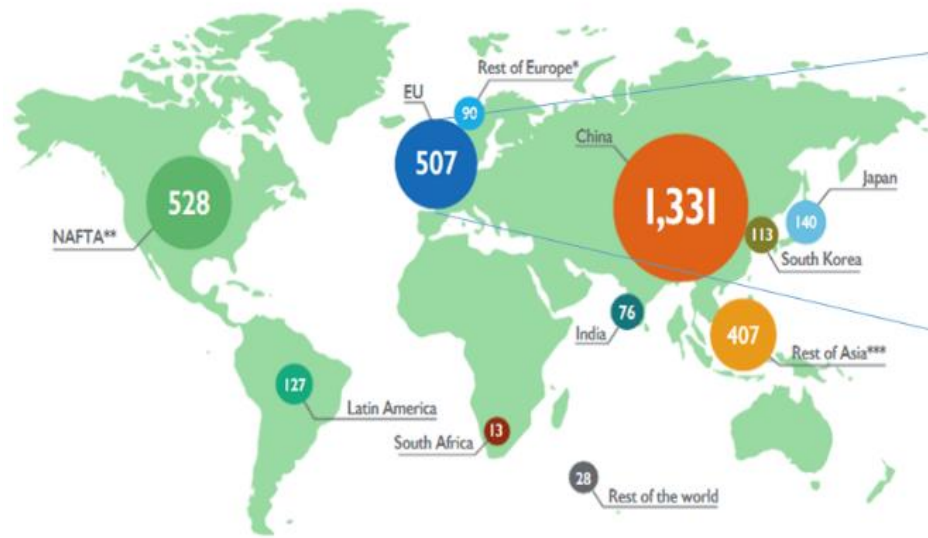 Rest of Europe*
EU
90
507
China
1,331
528
NAFTA**
Japan
140
113
South Korea
76
India
407
Rest of Asia***
127
Latin America
13
South Africa
28
Rest of the world